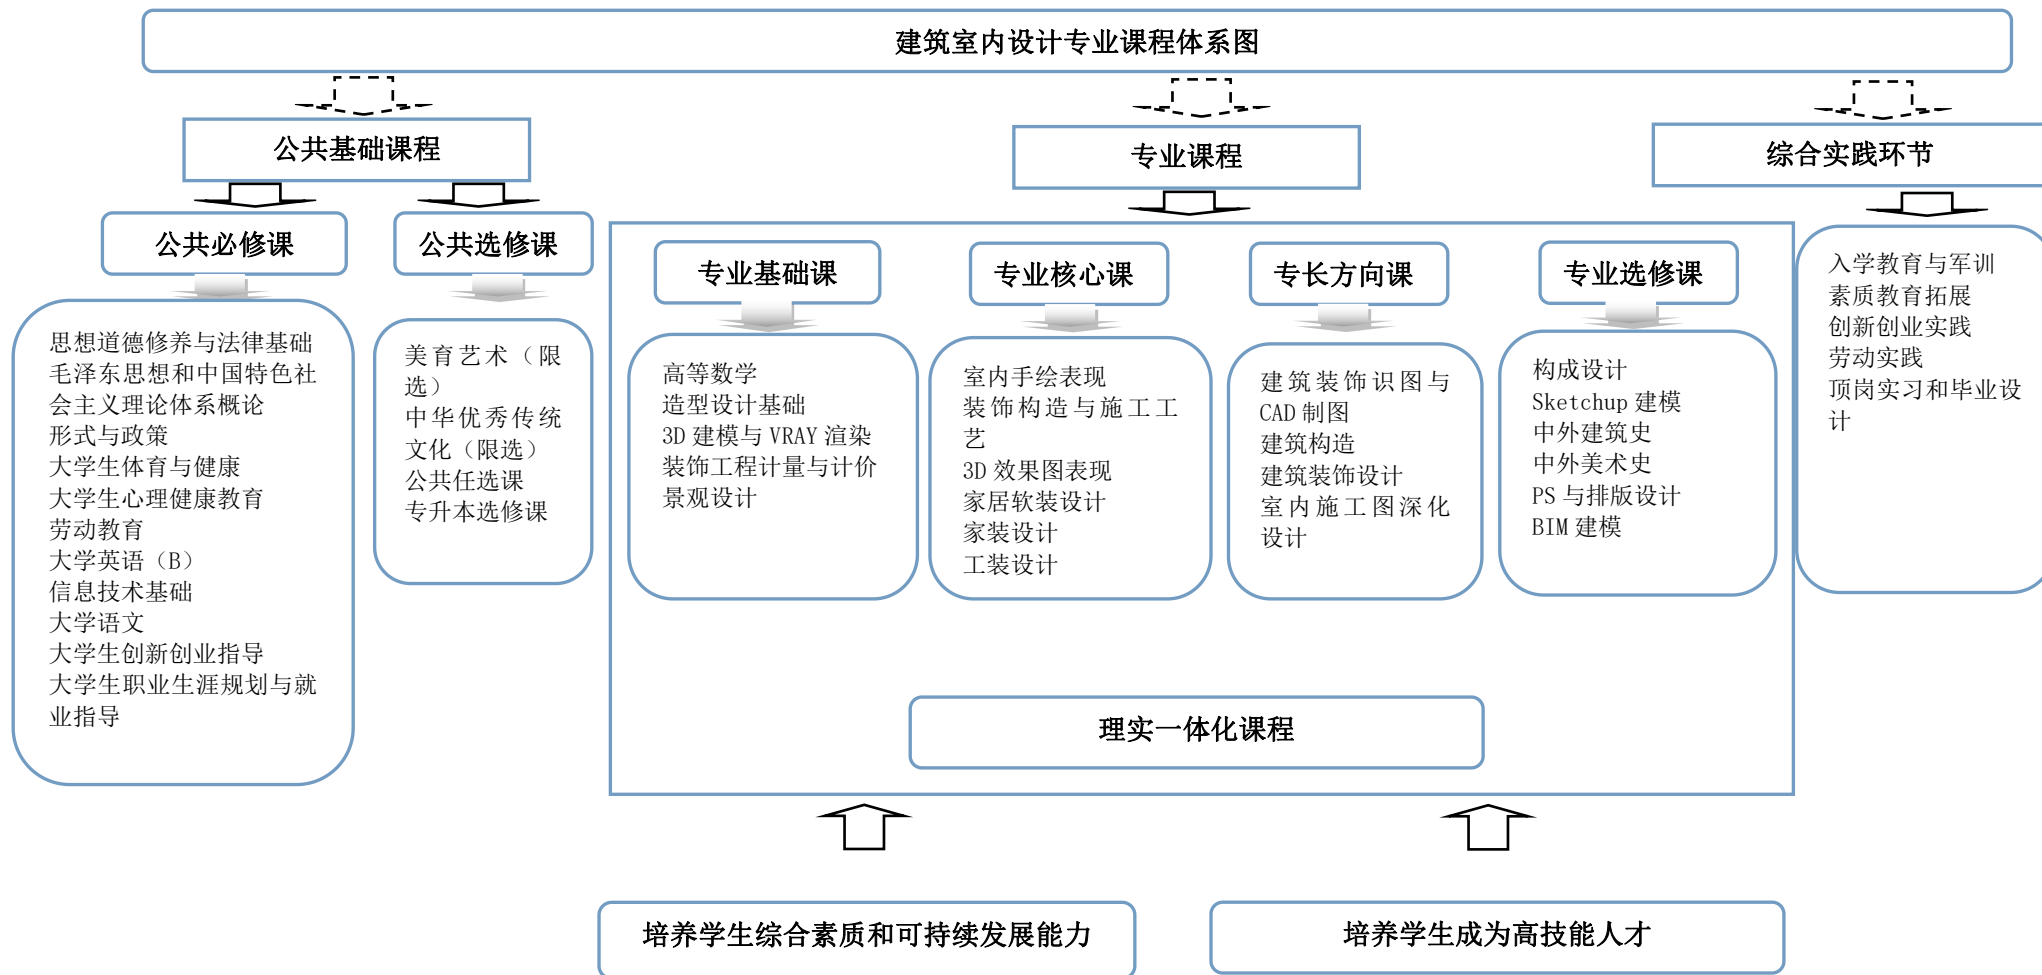 建筑室内设计专业课程体系图
公共基础课程
专业课程
综合实践环节
公共必修课
公共选修课
专业基础课
专业核心课
专长方向课
专业选修课
思想道德修养与法律基础
毛泽东思想和中国特色社
会主义理论体系概论
形式与政策
大学生体育与健康
大学生心理健康教育
劳动教育
大学英语（B）
信息技术基础
大学语文
大学生创新创业指导
大学生职业生涯规划与就
业指导
美育艺术（限
选）
中华优秀传统
文化（限选）
公共任选课
专升本选修课
高等数学
造型设计基础
3D 建模与 VRAY 渲染
装饰工程计量与计价
景观设计
室内手绘表现
装饰构造与施工工
艺
3D 效果图表现
家居软装设计
家装设计
工装设计
建筑装饰识图与
CAD 制图
建筑构造
建筑装饰设计
室内施工图深化
设计
构成设计
Sketchup 建模
中外建筑史
中外美术史
PS 与排版设计
BIM 建模
入学教育与军训
素质教育拓展
创新创业实践
劳动实践
顶岗实习和毕业设
计
理实一体化课程
培养学生综合素质和可持续发展能力
培养学生成为高技能人才